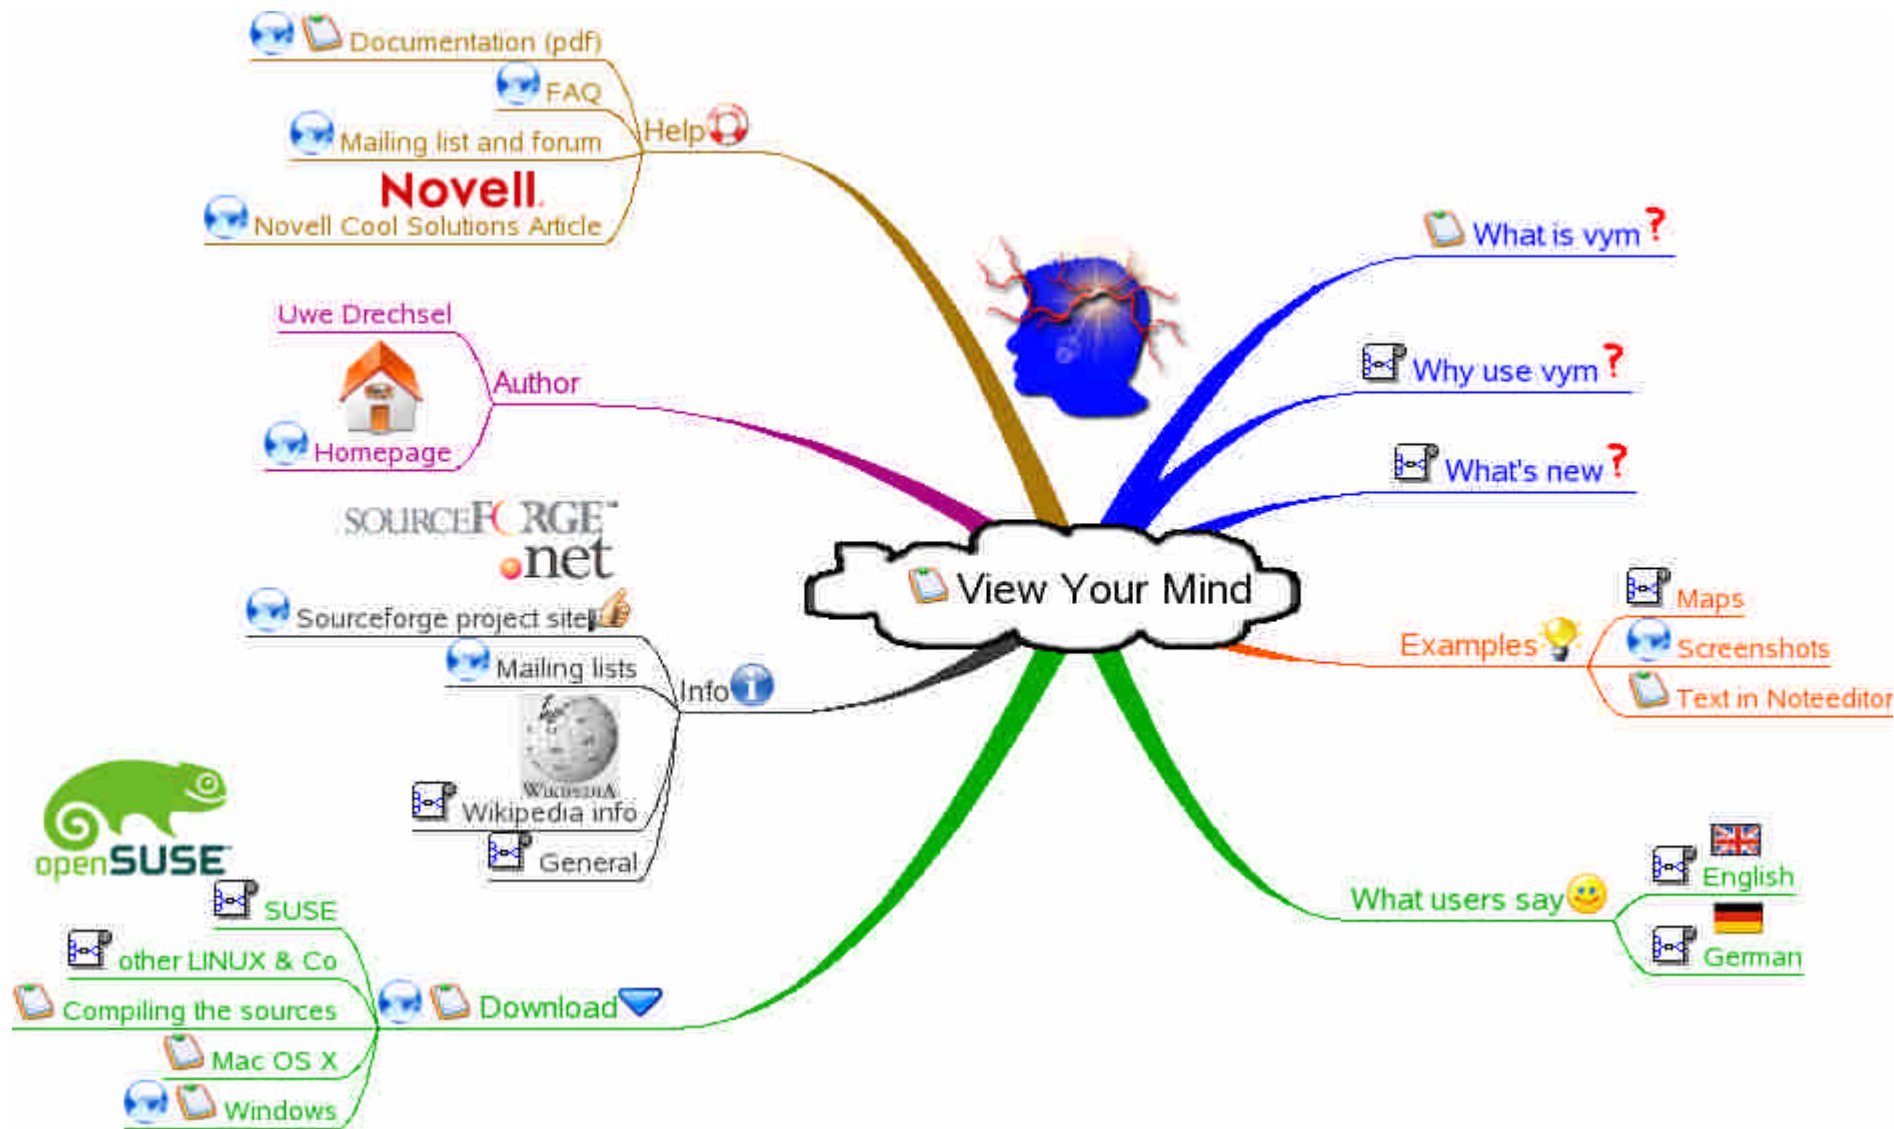 Documentation (pdf)
FAQ
Mailing list and forum
Novell.
Novell Cool Solutions Article
Help
Uwe Drechsel
Homepage
Author
SOURCEFORGE™
.net
Sourceforge project site
Mailing lists
WIKIPEDIA
Wikipedia info
General
Info
openSUSE
SUSE
other LINUX & Co
Compiling the sources
Mac OS X
Windows
Download
View Your Mind
What is vym?
Why use vym?
What's new?
Examples
Maps
Screenshots
Text in Noteeditor
What users say
English
German